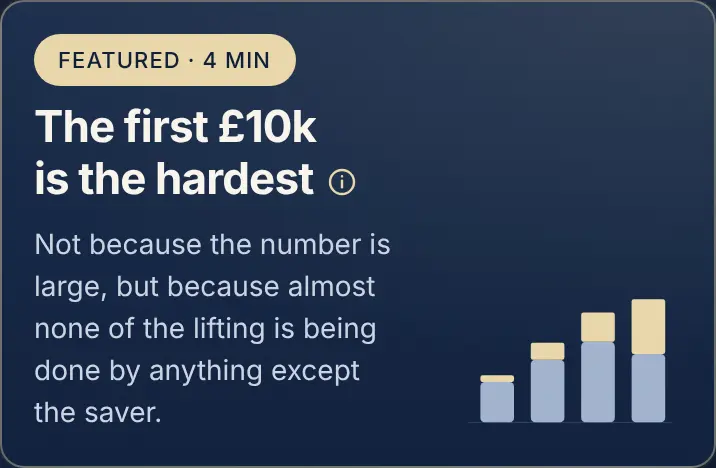 FEATURED · 4 MIN
The first £10k
is the hardest
Not because the number is
large, but because almost
none of the lifting is being
done by anything except
the saver.